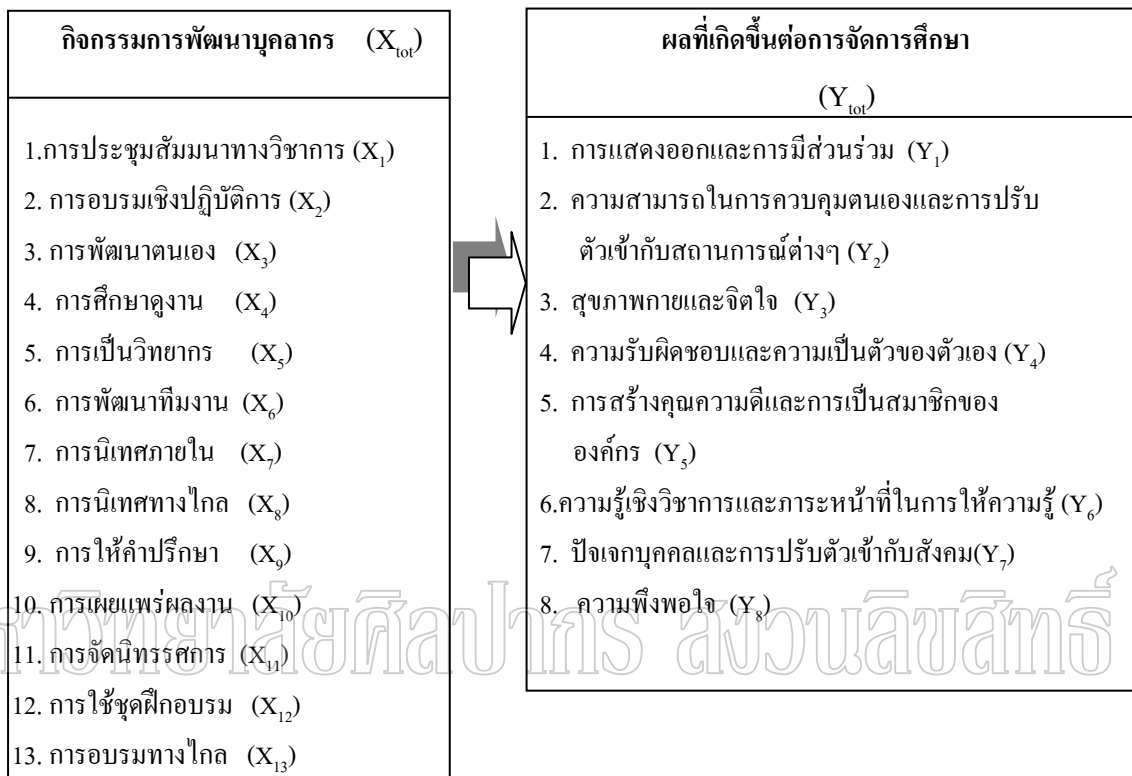 กิจกรรมการพัฒนาบุคลากร (X_tot)
1.การประชุมสัมมนาทางวิชาการ (X_1)
2. การอบรมเชิงปฏิบัติการ (X_2)
3. การพัฒนาตนเอง (X_3)
4. การศึกษาดูงาน (X_4)
5. การเป็นวิทยากร (X_5)
6. การพัฒนาทีมงาน (X_6)
7. การนิเทศภายใน (X_7)
8. การนิเทศทางไกล (X_8)
9. การให้คำปรึกษา (X_9)
10. การเผยแพร่ผลงาน (X_10)
11. การจัดนิทรรศการ (X_11)
12. การใช้ชุดฝึกอบรม (X_12)
13. การอบรมทางไกล (X_13)
ผลที่เกิดขึ้นต่อการจัดการศึกษา
(Y_tot)
1. การแสดงออกและการมีส่วนร่วม (Y_1)
2. ความสามารถในการควบคุมตนเองและการปรับ
ตัวเข้ากับสถานการณ์ต่างๆ (Y_2)
3. สุขภาพกายและจิตใจ (Y_3)
4. ความรับผิดชอบและความเป็นตัวของตัวเอง (Y_4)
5. การสร้างคุณความดีและการเป็นสมาชิกของ
องค์กร (Y_5)
6.ความรู้เชิงวิชาการและภาระหน้าที่ในการให้ความรู้ (Y_6)
7. ปัจเจกบุคคลและการปรับตัวเข้ากับสังคม(Y_7)
8. ความพึงพอใจ (Y_8)
าวิทยาลัยศิลปากร สงวนลิขสิทธิ์